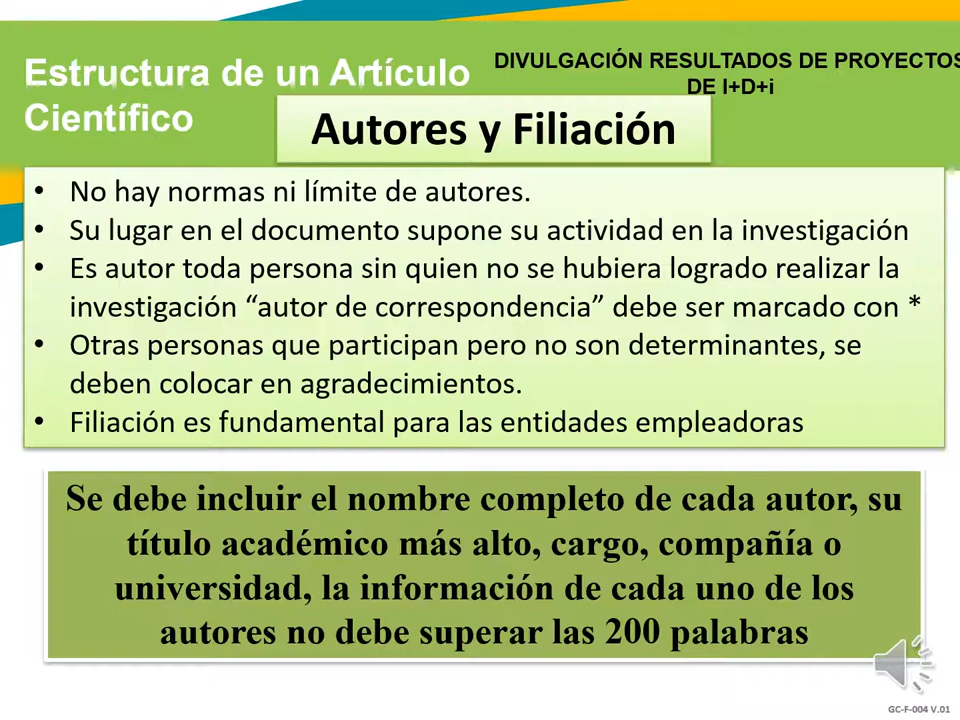 Estructura de un Artículo
Científico
DIVULGACIÓN RESULTADOS DE PROYECTOS
DE I+D+i
Autores y Filiación
• No hay normas ni límite de autores.
• Su lugar en el documento supone su actividad en la investigación
• Es autor toda persona sin quien no se hubiera logrado realizar la
investigación “autor de correspondencia” debe ser marcado con *
• Otras personas que participan pero no son determinantes, se
deben colocar en agradecimientos.
• Filiación es fundamental para las entidades empleadoras
Se debe incluir el nombre completo de cada autor, su
título académico más alto, cargo, compañía o
universidad, la información de cada uno de los
autores no debe superar las 200 palabras
GC-F-004 V.01